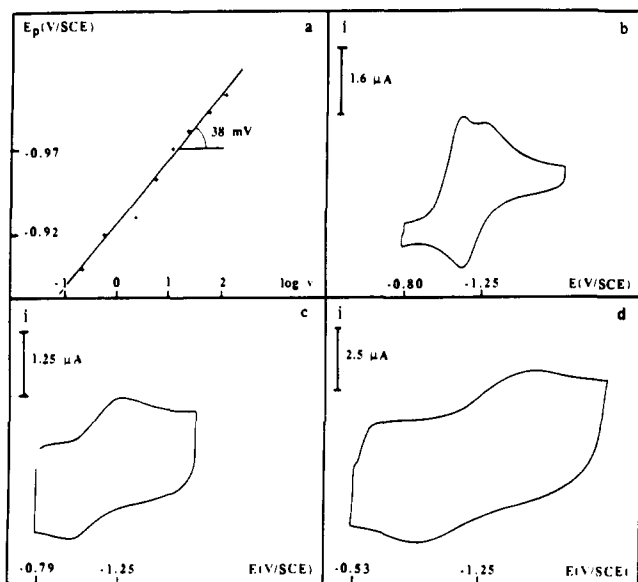 E_p(V/SCE)
a
38 mV
-0.97
-0.92
-1
0
1
2
log v
i
b
1.6 μA
-0.80
-1.25
E(V/SCE)
i
c
1.25 μA
-0.79
-1.25
E(V/SCE)
i
d
2.5 μA
-0.53
-1.25
E(V/SCE)